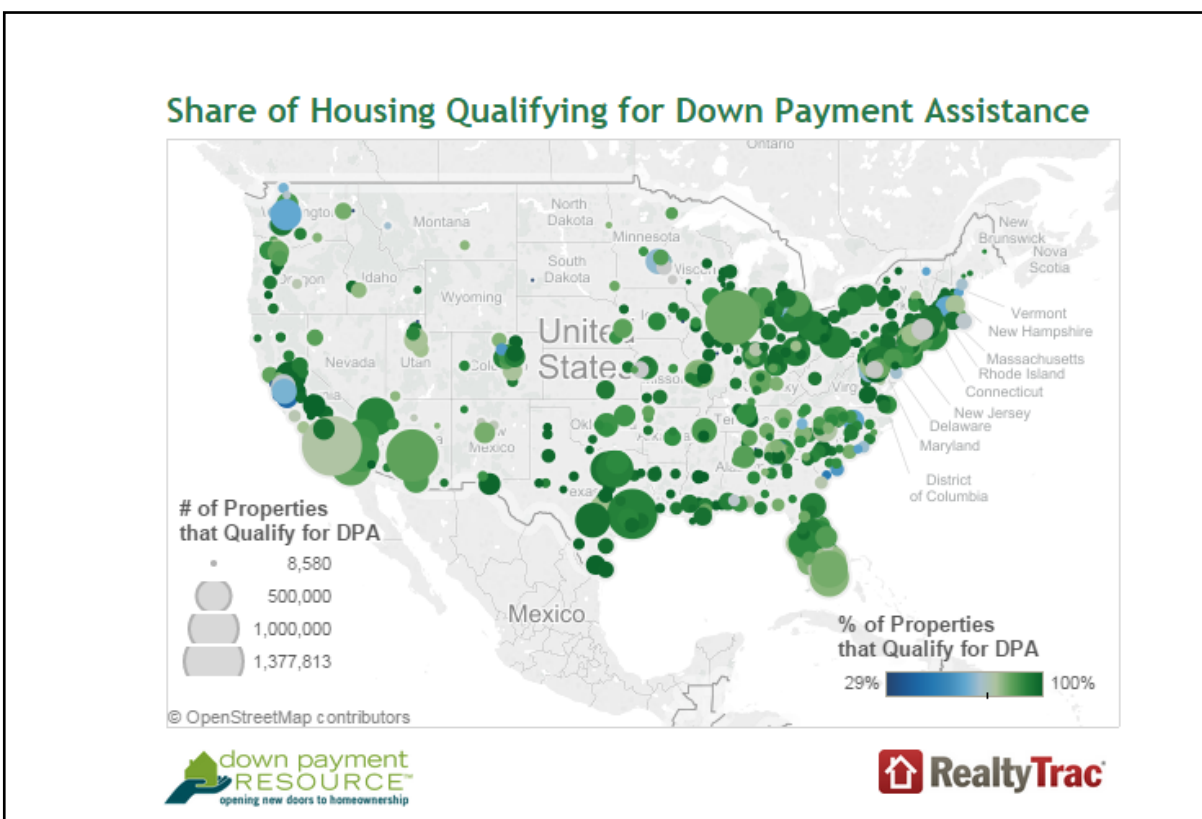 Share of Housing Qualifying for Down Payment Assistance
Ontario
North
Dakota
Montana
Minnesota
New
Brunswick
Nova
Scotia
South
Dakota
Idaho
Wyoming
Vermont
New Hampshire
United
States
Nevada
Utah
Massachusetts
Rhode Island
Connecticut
New Jersey
Delaware
Maryland
Mexico
District
of Columbia
# of Properties
that Qualify for DPA
8,580
500,000
1,000,000
1,377,813
Mexico
% of Properties
that Qualify for DPA
29% 100%
© OpenStreetMap contributors
down payment
RESOURCE™
opening new doors to homeownership
RealtyTrac